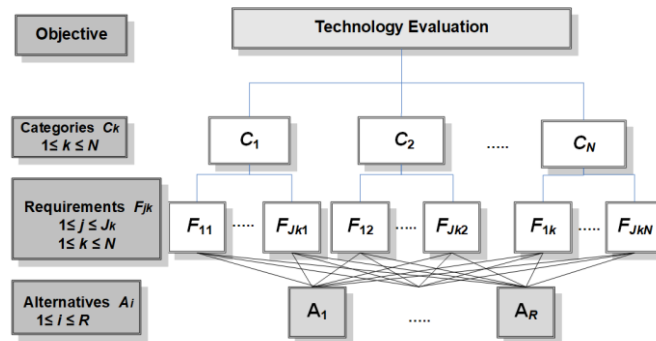 Objective
Technology Evaluation
Categories Ck
1≤ k ≤ N
C1
C2
.....
CN
Requirements Fjk
1≤ j ≤ Jk
1≤ k ≤ N
F11
.....
FJk1
F12
.....
FJk2
F1k
.....
FJkN
Alternatives Ai
1≤ i ≤ R
A1
.....
AR